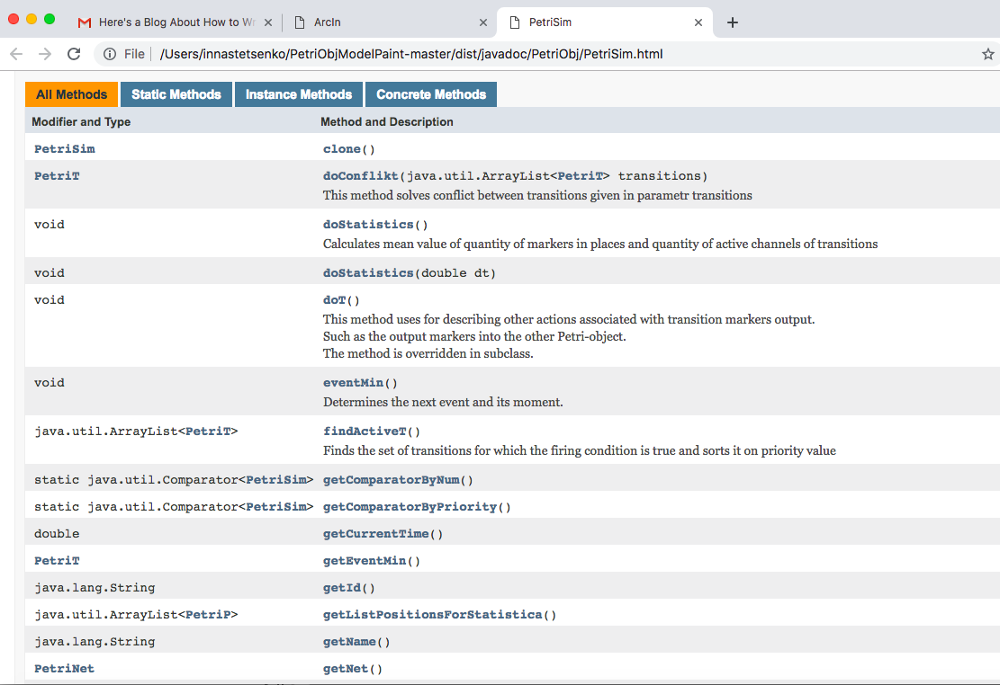 Here's a Blog About How to Wr
ArcIn
PetriSim
File /Users/innastetsenko/PetriObjModelPaint-master/dist/javadoc/PetriObj/PetriSim.html
All Methods Static Methods Instance Methods Concrete Methods
Modifier and Type Method and Description
PetriSim clone()
PetriT doConflikt(java.util.ArrayList<PetriT> transitions)
This method solves conflict between transitions given in parametr transitions
void doStatistics()
Calculates mean value of quantity of markers in places and quantity of active channels of transitions
void doStatistics(double dt)
void doT()
This method uses for describing other actions associated with transition markers output.
Such as the output markers into the other Petri-object.
The method is overridden in subclass.
void eventMin()
Determines the next event and its moment.
java.util.ArrayList<PetriT> findActiveT()
Finds the set of transitions for which the firing condition is true and sorts it on priority value
static java.util.Comparator<PetriSim> getComparatorByNum()
static java.util.Comparator<PetriSim> getComparatorByPriority()
double getCurrentTime()
PetriT getEventMin()
java.lang.String getId()
java.util.ArrayList<PetriP> getListPositionsForStatistica()
java.lang.String getName()
PetriNet getNet()